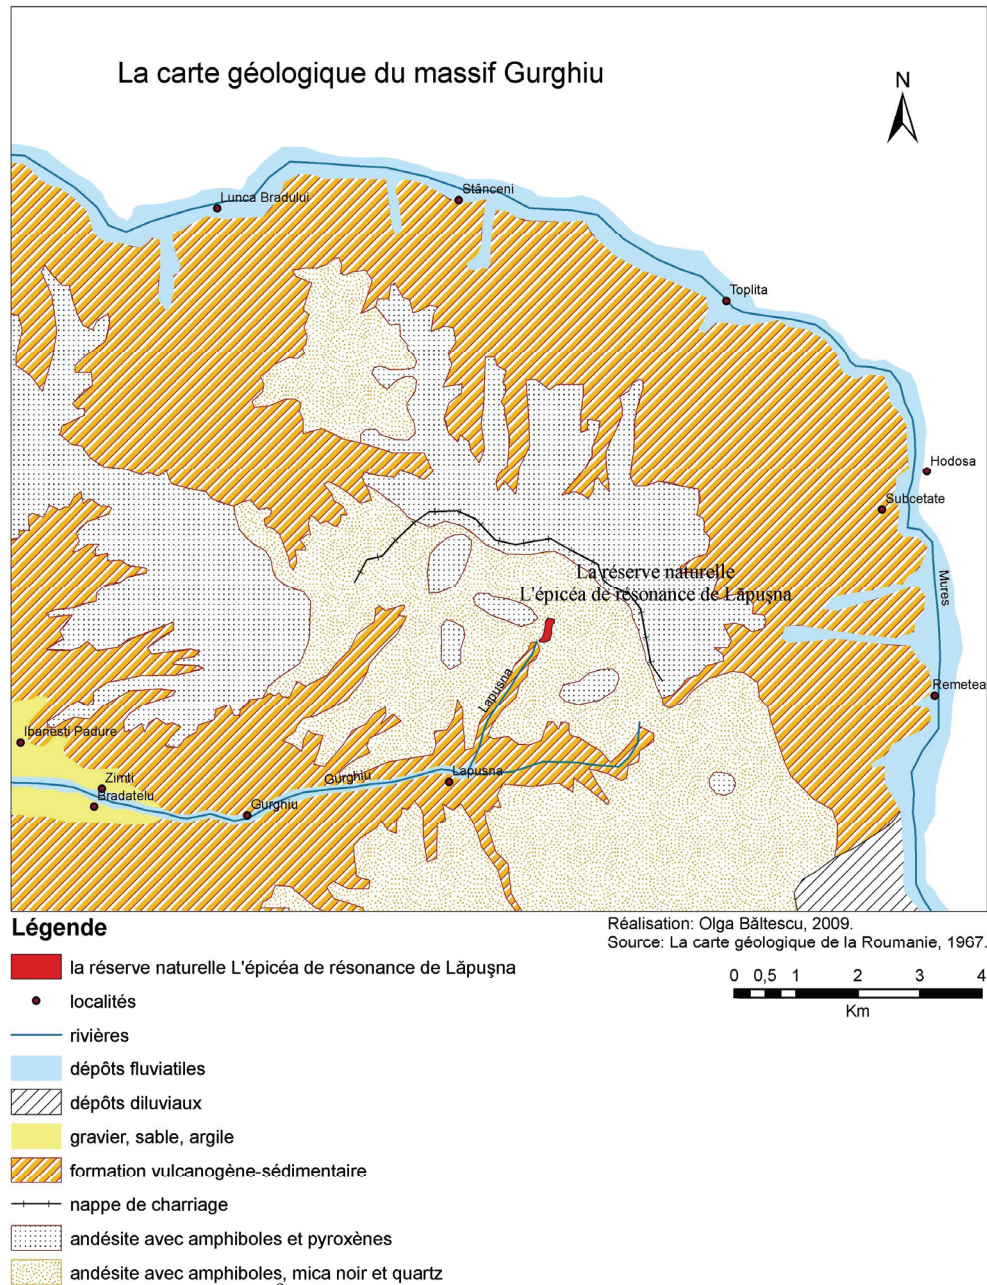 La carte géologique du massif Gurghiu
N
Lunca Bradului
Stânceni
Toplita
Hodosa
Subcetate
Mures
La réserve naturelle
L'épicéa de résonance de Lăpuşna
Remetea
Lapusna
Ibanesti Padure
Zimti
Bradatelu
Gurghiu
Gurghiu
Lapusna
Légende
la réserve naturelle L'épicéa de résonance de Lăpuşna
localités
rivières
dépôts fluviatiles
dépôts diluviaux
gravier, sable, argile
formation vulcanogène-sédimentaire
nappe de charriage
andésite avec amphiboles et pyroxènes
andésite avec amphiboles, mica noir et quartz
Réalisation: Olga Băltescu, 2009.
Source: La carte géologique de la Roumanie, 1967.
0 0,5 1 2 3 4
Km